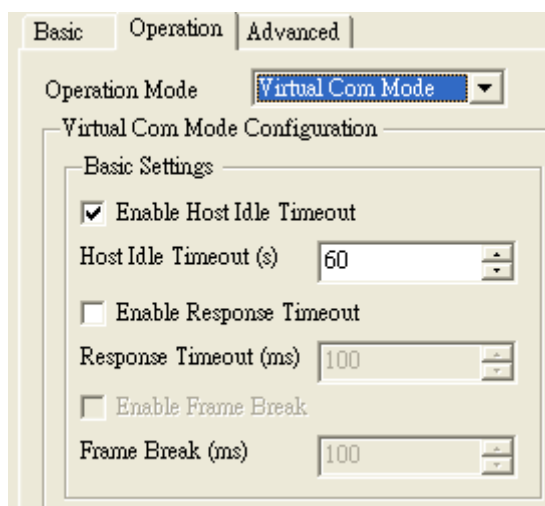 Basic Operation Advanced
Operation Mode Virtual Com Mode
Virtual Com Mode Configuration
Basic Settings
Enable Host Idle Timeout
Host Idle Timeout (s) 60
Enable Response Timeout
Response Timeout (ms) 100
Enable Frame Break
Frame Break (ms) 100